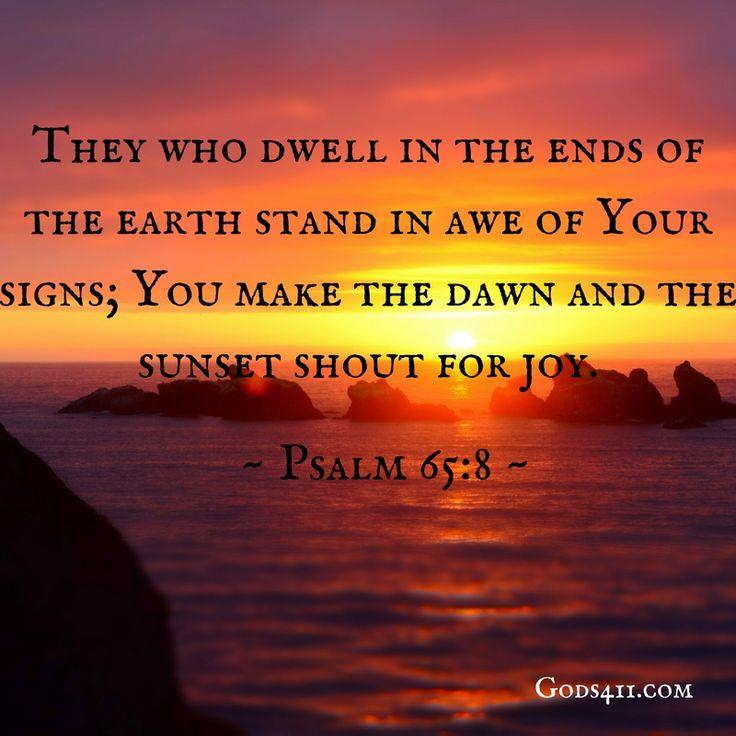 They who dwell in the ends of
the earth stand in awe of Your
signs; You make the dawn and the
sunset shout for joy.
~ Psalm 65:8 ~
Gods411.com